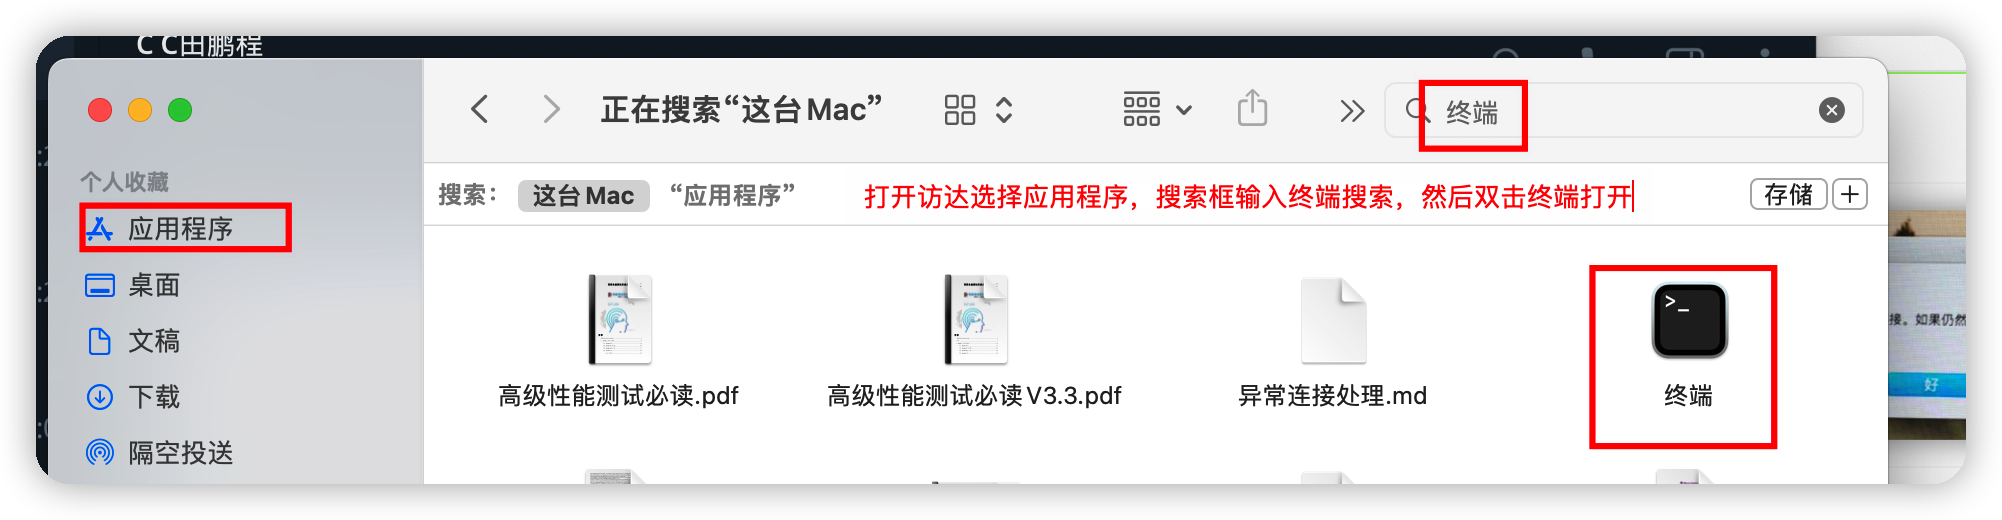 C C田鹏程
正在搜索“这台 Mac”
终端
个人收藏
应用程序
桌面
文稿
下载
隔空投送
搜索：
这台 Mac
“应用程序”
打开访达选择应用程序，搜索框输入终端搜索，然后双击终端打开
存储
高级性能测试必读.pdf
高级性能测试必读V3.3.pdf
异常连接处理.md
终端
接。如果仍然
好